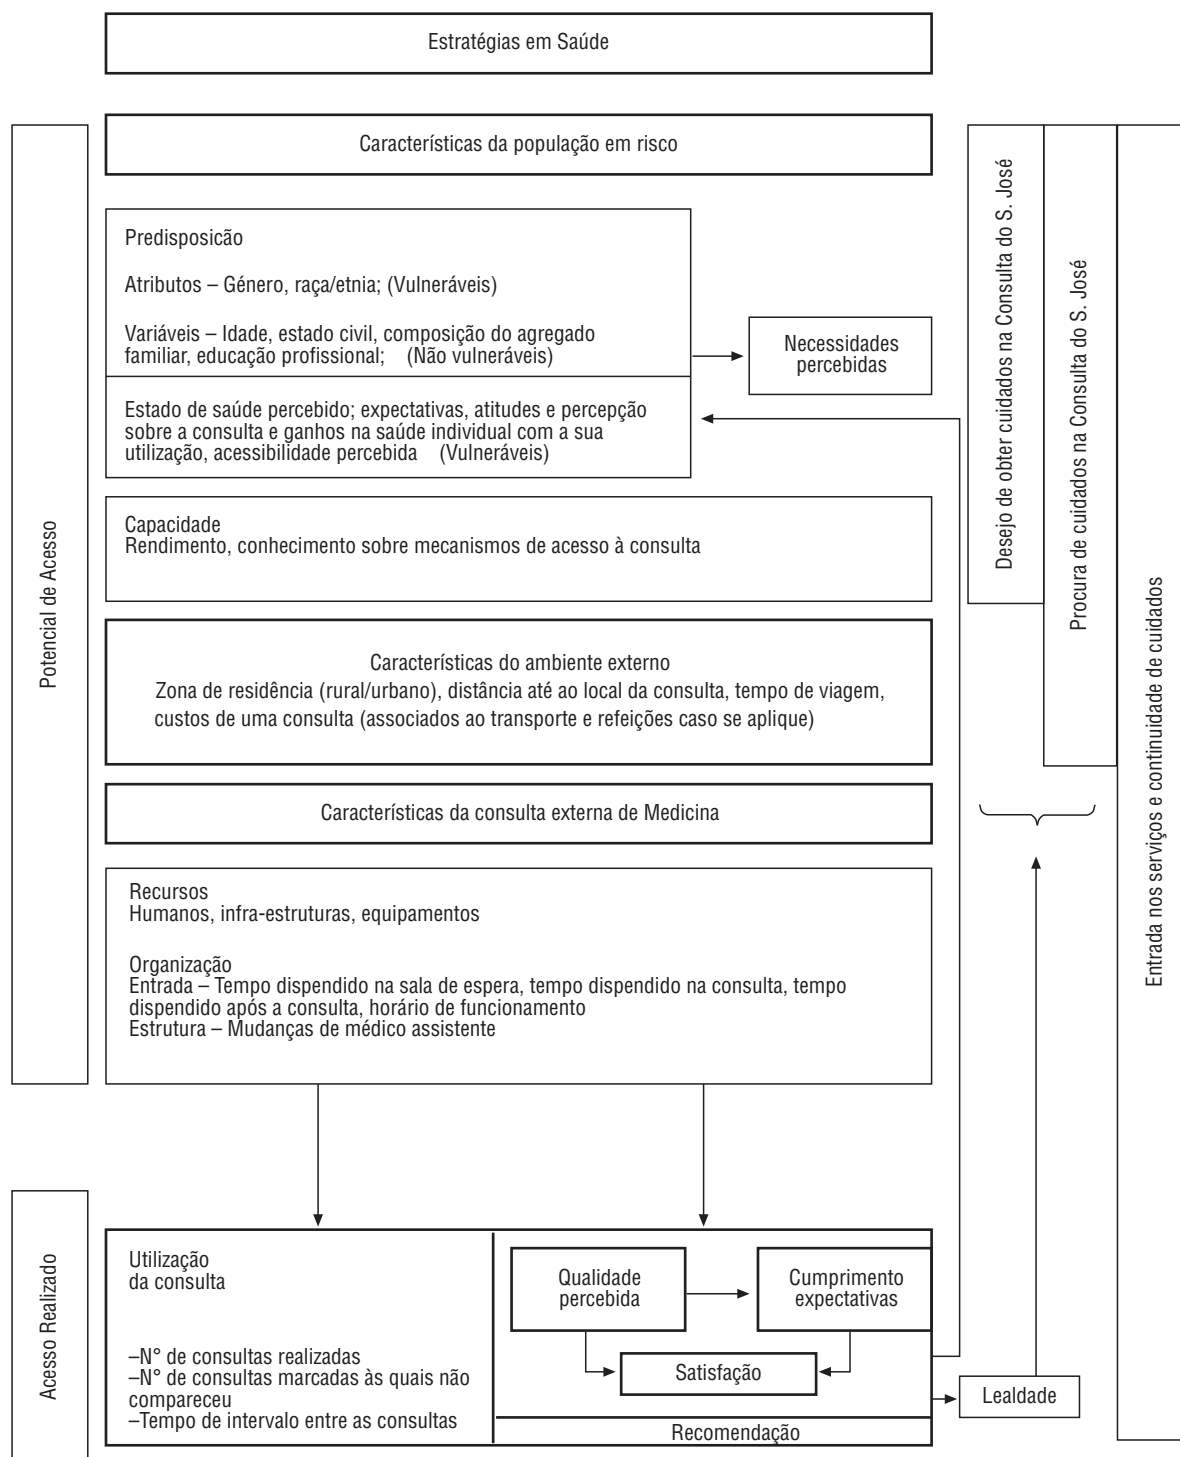 Estratégias em Saúde
Características da população em risco
Predisposicão
Atributos – Género, raça/etnia; (Vulneráveis)
Variáveis – Idade, estado civil, composição do agregado
familiar, educação profissional; (Não vulneráveis)
Necessidades
percebidas
Estado de saúde percebido; expectativas, atitudes e percepção
sobre a consulta e ganhos na saúde individual com a sua
utilização, acessibilidade percebida (Vulneráveis)
Capacidade
Rendimento, conhecimento sobre mecanismos de acesso à consulta
Características do ambiente externo
Zona de residência (rural/urbano), distância até ao local da consulta, tempo de viagem,
custos de uma consulta (associados ao transporte e refeições caso se aplique)
Características da consulta externa de Medicina
Recursos
Humanos, infra-estruturas, equipamentos
Organização
Entrada – Tempo dispendido na sala de espera, tempo dispendido na consulta, tempo
dispendido após a consulta, horário de funcionamento
Estrutura – Mudanças de médico assistente
Potencial de Acesso
Desejo de obter cuidados na Consulta do S. José
Procura de cuidados na Consulta do S. José
Entrada nos serviços e continuidade de cuidados
Acesso Realizado
Utilização
da consulta
–N° de consultas realizadas
–N° de consultas marcadas às quais não
compareceu
–Tempo de intervalo entre as consultas
Qualidade
percebida
Cumprimento
expectativas
Satisfação
Recomendação
Lealdade